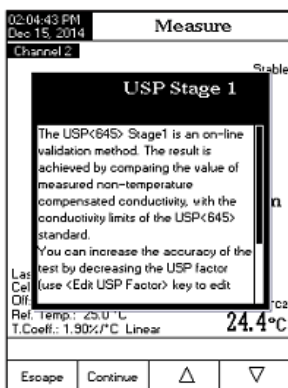 02:04:43 PM
Dec 15, 2014
Measure
Channel 2
Stable
USP Stage 1
The USP<645> Stage1 is an on-line
validation method. The result is
achieved by comparing the value of
measured non-temperature
compensated conductivity, with the
conductivity limits of the USP<645>
standard.
You can increase the accuracy of the
test by decreasing the USP factor
(use <Edit USP Factor> key to edit
n
Las
Cel
Off
°C2
Ref. Temp.: 25.0 °C
24.4°C
T.Coeff.: 1.90%/°C Linear
Escape
Continue
△
▽